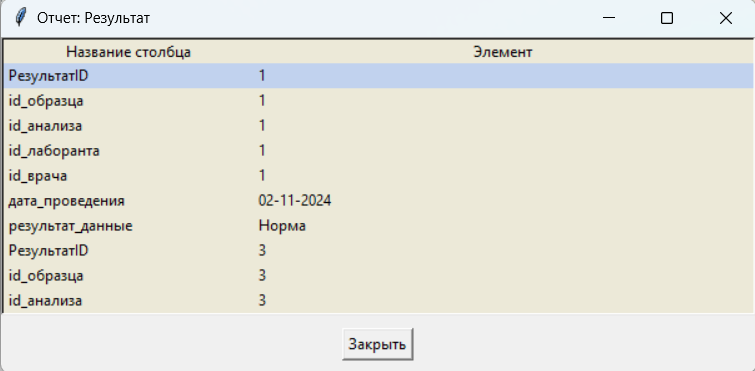 Отчет: Результат
Название столбца Элемент
РезультатID 1
id_образца 1
id_анализа 1
id_лаборанта 1
id_врача 1
дата_проведения 02-11-2024
результат_данные Норма
РезультатID 3
id_образца 3
id_анализа 3
Закрыть